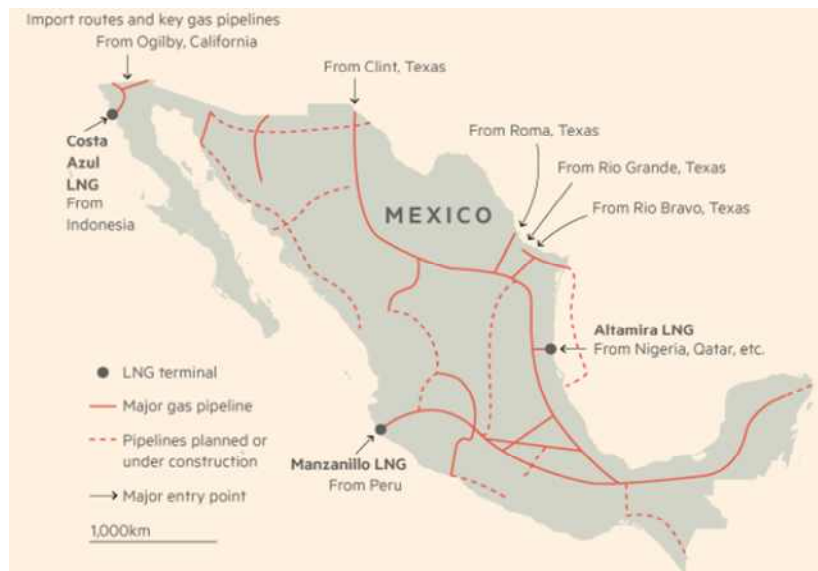 Import routes and key gas pipelines
From Ogilby, California
From Clint, Texas
From Roma, Texas
From Rio Grande, Texas
From Rio Bravo, Texas
Costa
Azul
LNG
From
Indonesia
MEXICO
Altamira LNG
From Nigeria, Qatar, etc.
LNG terminal
Major gas pipeline
Pipelines planned or
under construction
Major entry point
1,000km
Manzanillo LNG
From Peru